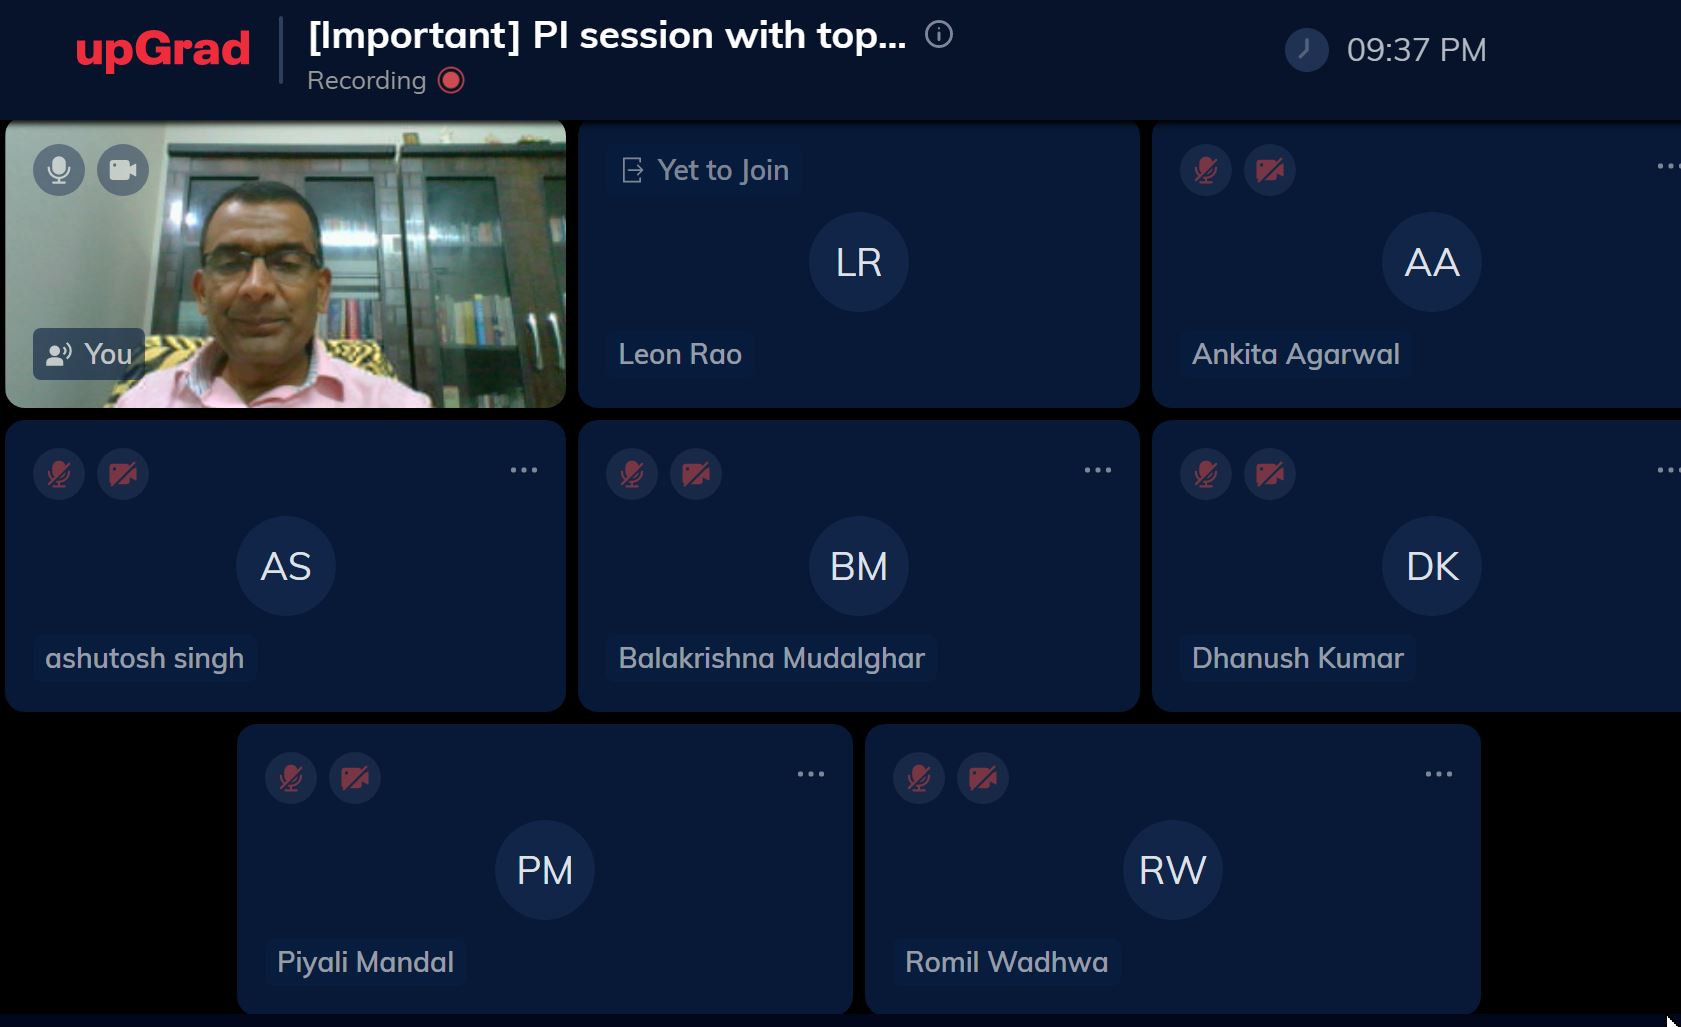 upGrad
[Important] PI session with top...
Recording
09:37 PM
You
Yet to Join
LR
Leon Rao
AA
Ankita Agarwal
AS
ashutosh singh
BM
Balakrishna Mudalghar
DK
Dhanush Kumar
PM
Piyali Mandal
RW
Romil Wadhwa